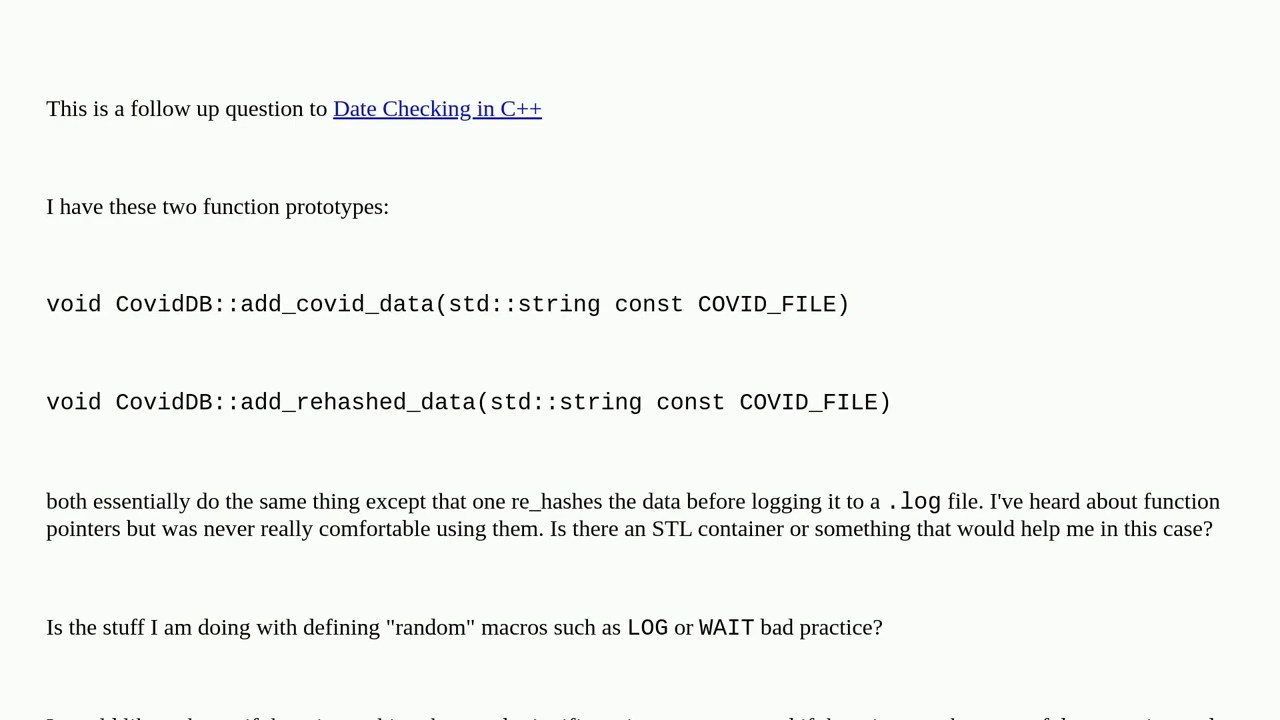 This is a follow up question to Date Checking in C++
I have these two function prototypes:
void CovidDB::add_covid_data(std::string const COVID_FILE)
void CovidDB::add_rehashed_data(std::string const COVID_FILE)
both essentially do the same thing except that one re_hashes the data before logging it to a .log file. I've heard about function
pointers but was never really comfortable using them. Is there an STL container or something that would help me in this case?
Is the stuff I am doing with defining "random" macros such as LOG or WAIT bad practice?